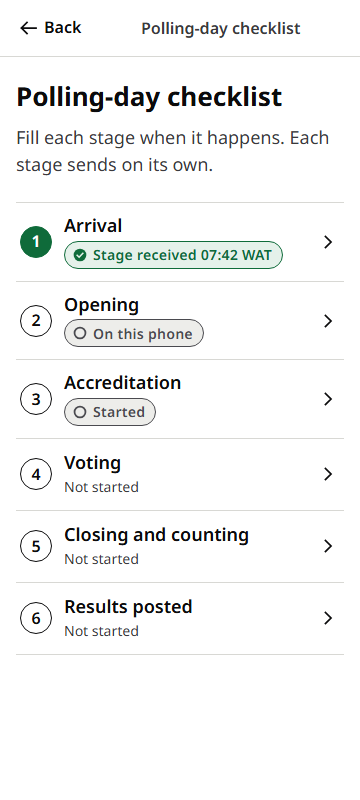 Back
Polling-day checklist
Polling-day checklist
Fill each stage when it happens. Each
stage sends on its own.
1
Arrival
Stage received 07:42 WAT
2
Opening
On this phone
3
Accreditation
Started
4
Voting
Not started
5
Closing and counting
Not started
6
Results posted
Not started